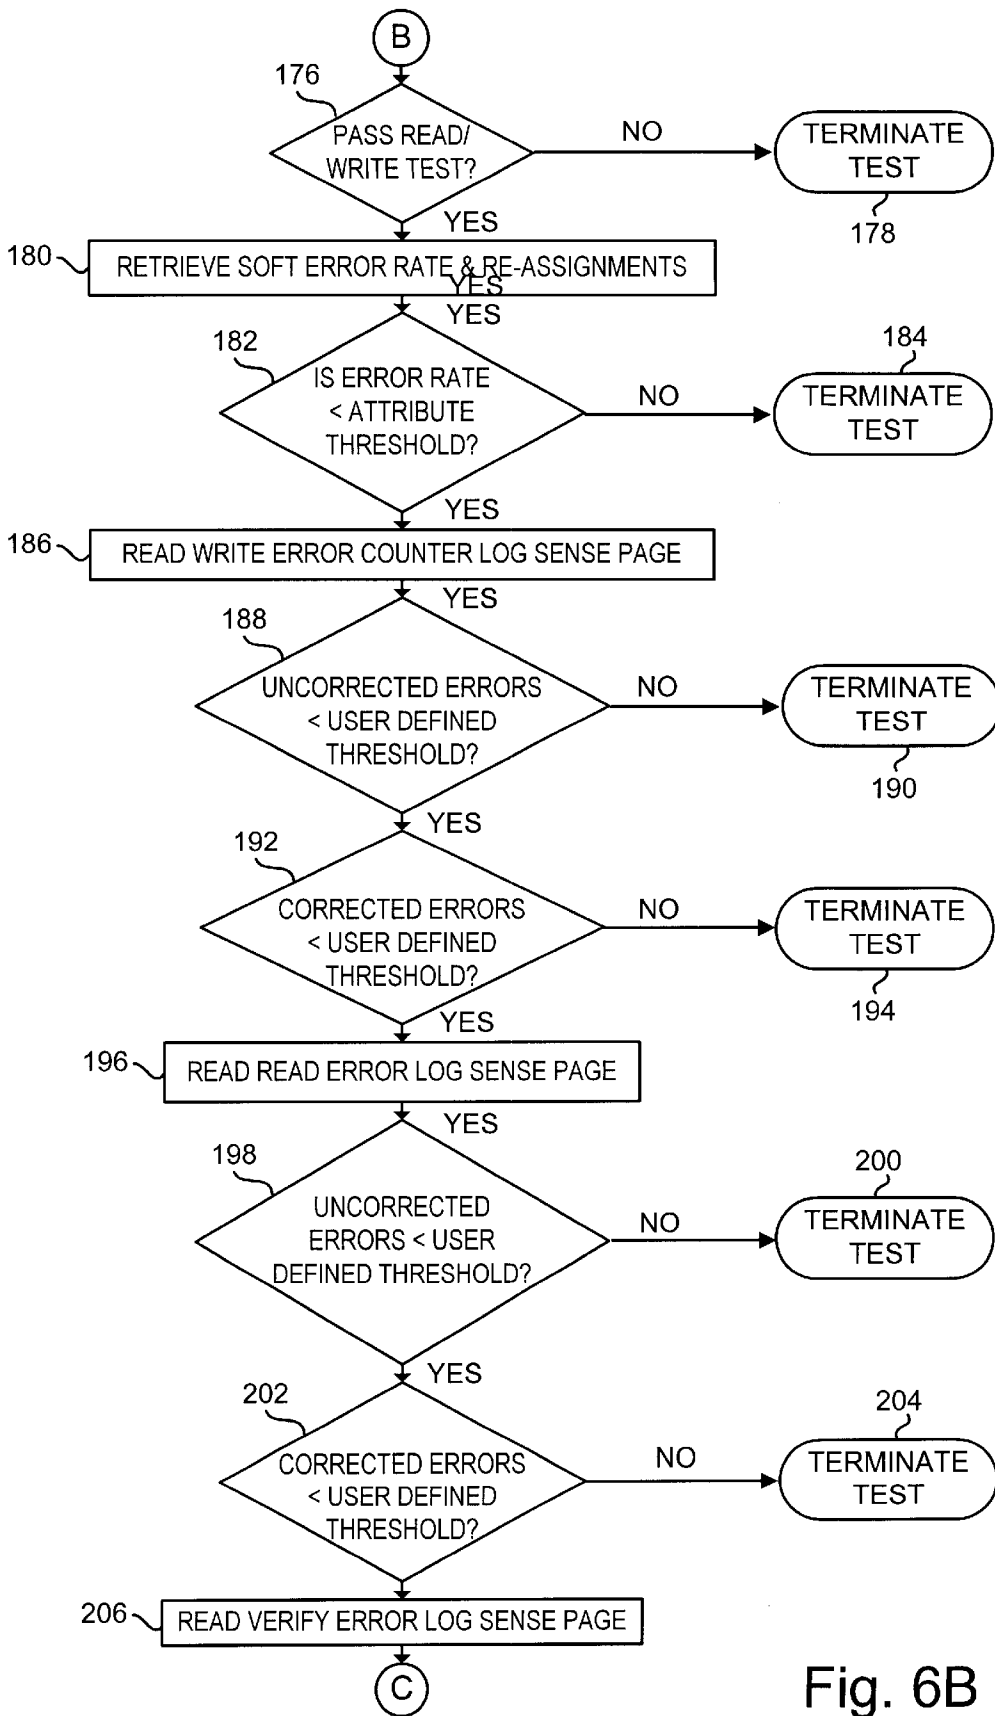 B
176
PASS READ/
WRITE TEST?
NO
TERMINATE
TEST
178
YES
180
RETRIEVE SOFT ERROR RATE & RE-ASSIGNMENTS
YES
YES
182
IS ERROR RATE
< ATTRIBUTE
THRESHOLD?
NO
184
TERMINATE
TEST
YES
186
READ WRITE ERROR COUNTER LOG SENSE PAGE
YES
188
UNCORRECTED ERRORS
< USER DEFINED
THRESHOLD?
NO
TERMINATE
TEST
190
YES
192
CORRECTED ERRORS
< USER DEFINED
THRESHOLD?
NO
TERMINATE
TEST
194
YES
196
READ READ ERROR LOG SENSE PAGE
YES
198
UNCORRECTED
ERRORS < USER
DEFINED THRESHOLD?
NO
200
TERMINATE
TEST
YES
202
CORRECTED ERRORS
< USER DEFINED
THRESHOLD?
NO
204
TERMINATE
TEST
206
READ VERIFY ERROR LOG SENSE PAGE
C
Fig. 6B